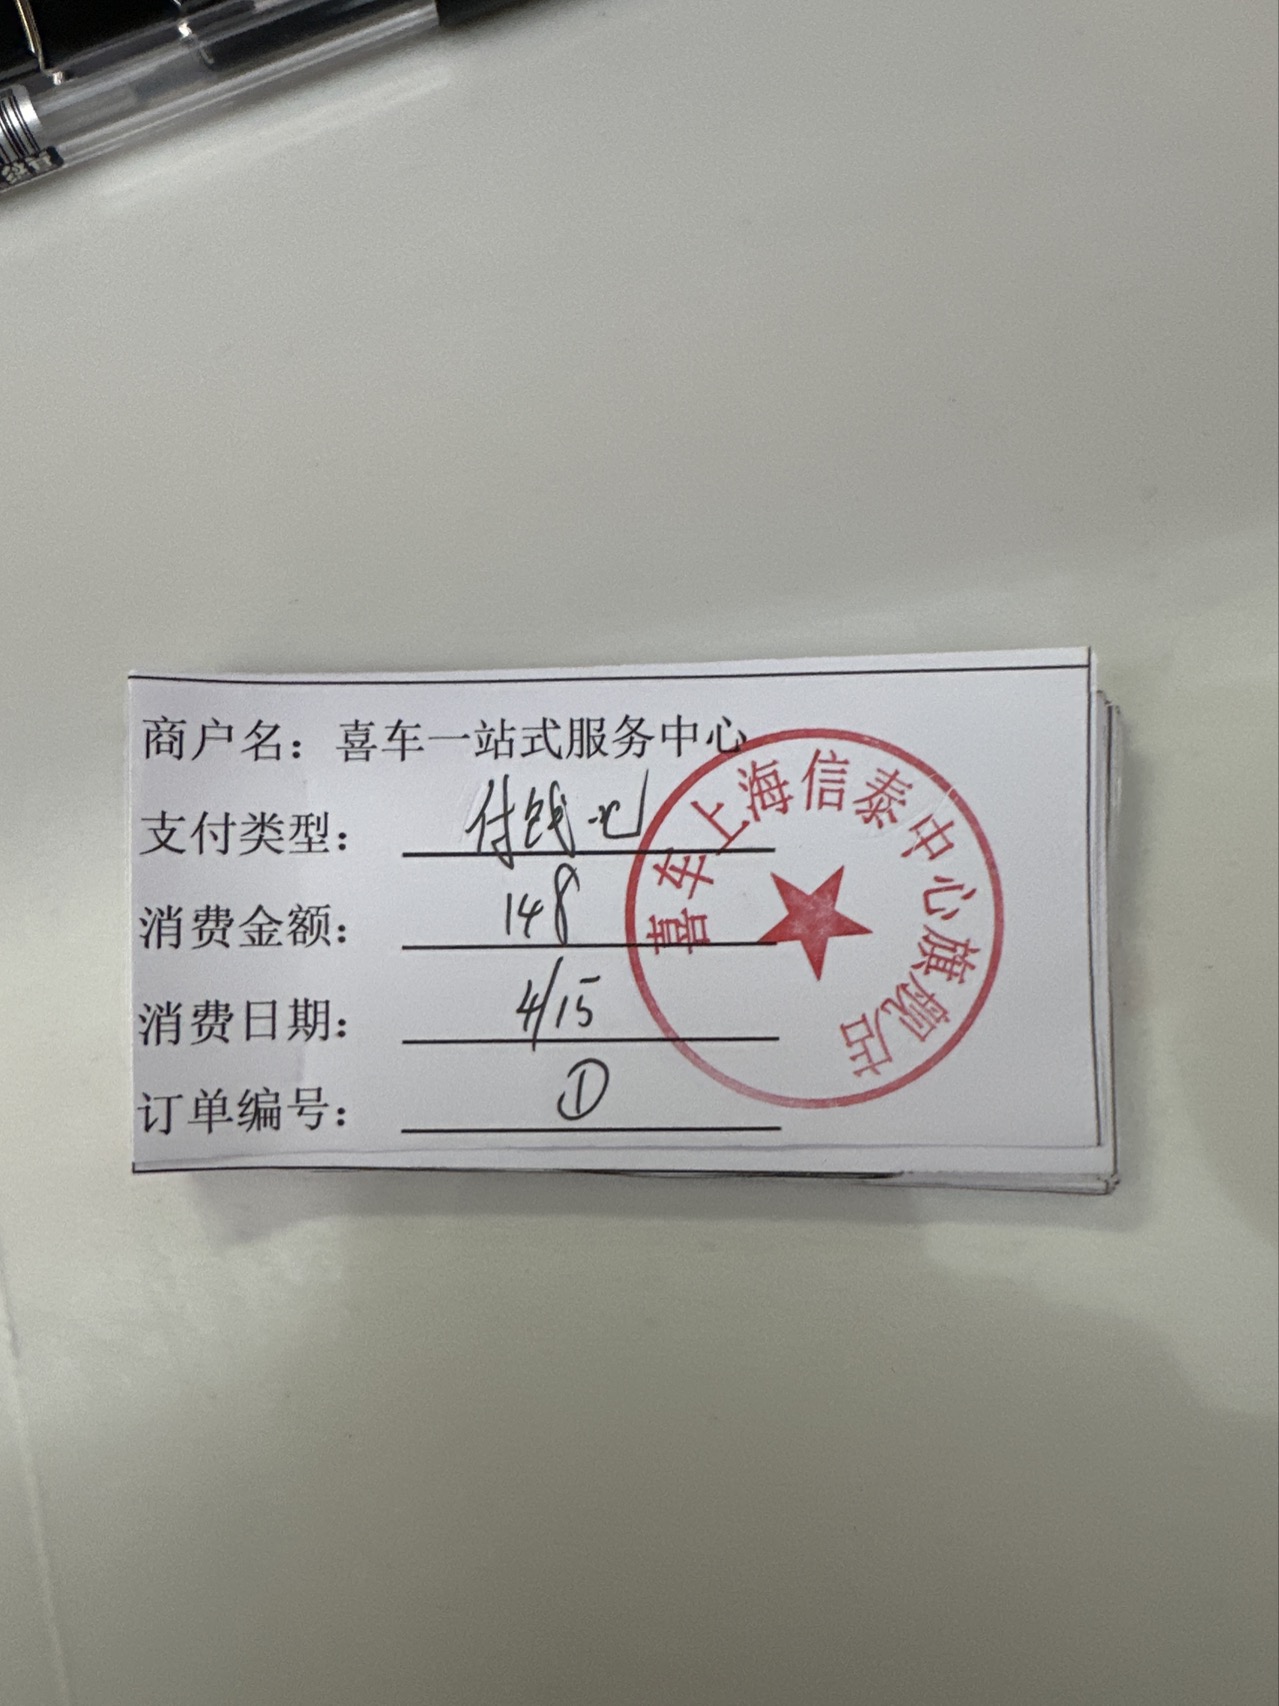 商户名：喜车一站式服务中心
支付类型：付钱吧
消费金额：148
消费日期：4/15
订单编号：①
喜车上海信泰中心旗舰店